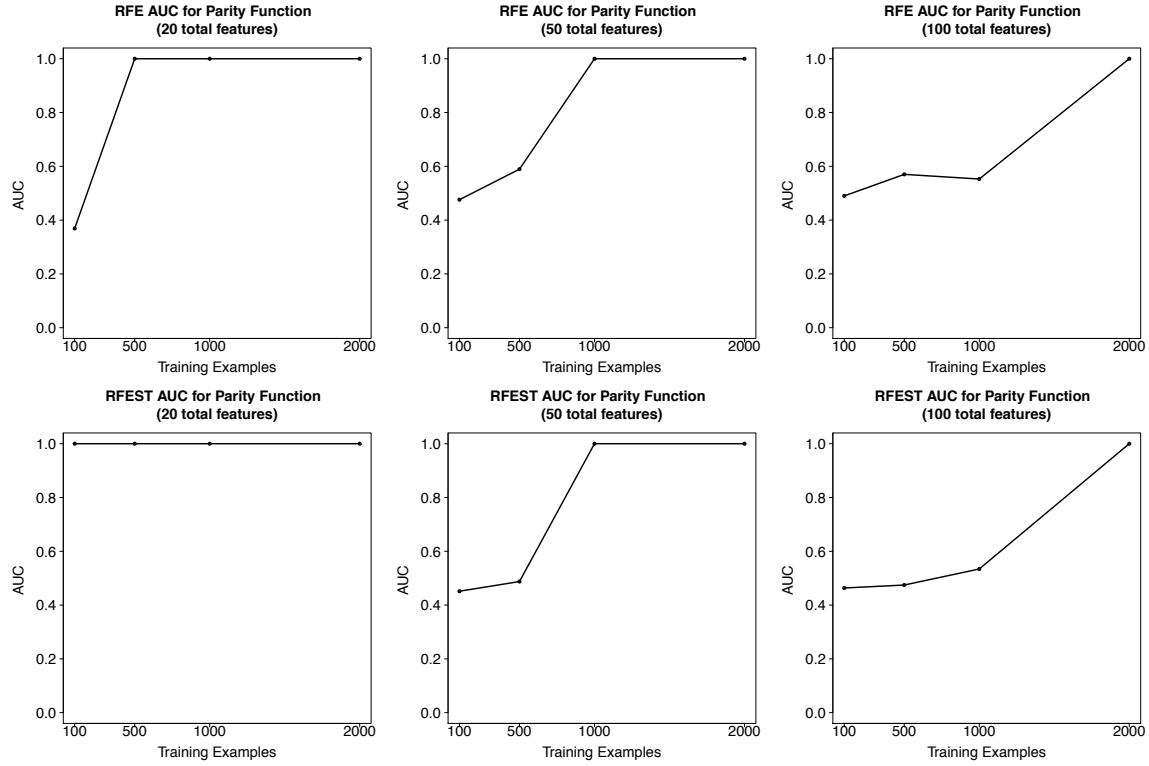 RFE AUC for Parity Function
(20 total features)
AUC
1.0
0.8
0.6
0.4
0.2
0.0
100 500 1000 2000
Training Examples
RFE AUC for Parity Function
(50 total features)
AUC
1.0
0.8
0.6
0.4
0.2
0.0
100 500 1000 2000
Training Examples
RFE AUC for Parity Function
(100 total features)
AUC
1.0
0.8
0.6
0.4
0.2
0.0
100 500 1000 2000
Training Examples
RFEST AUC for Parity Function
(20 total features)
AUC
1.0
0.8
0.6
0.4
0.2
0.0
100 500 1000 2000
Training Examples
RFEST AUC for Parity Function
(50 total features)
AUC
1.0
0.8
0.6
0.4
0.2
0.0
100 500 1000 2000
Training Examples
RFEST AUC for Parity Function
(100 total features)
AUC
1.0
0.8
0.6
0.4
0.2
0.0
100 500 1000 2000
Training Examples